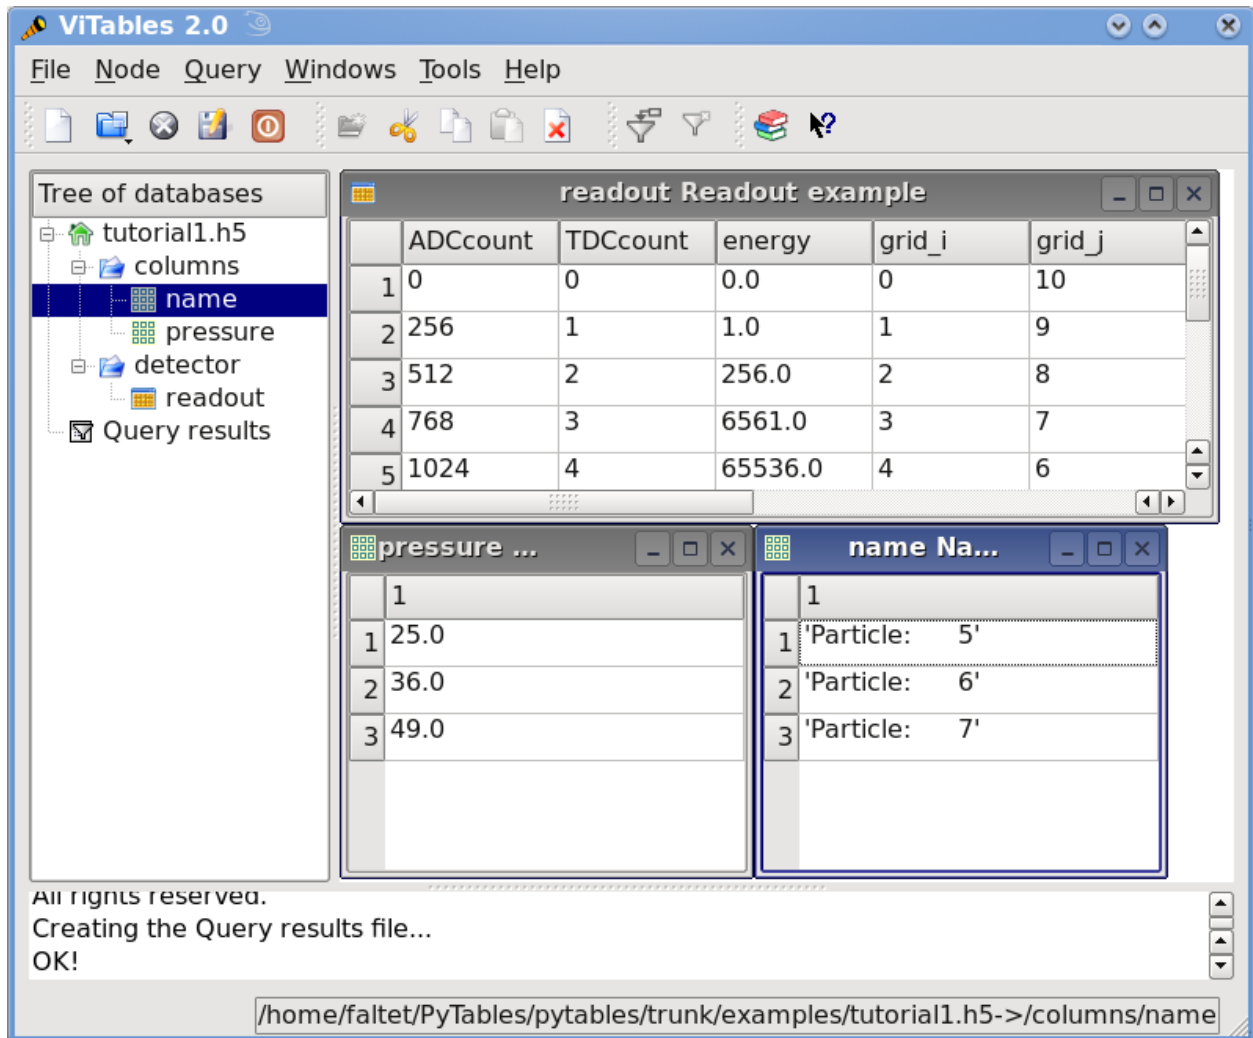 ViTables 2.0
File Node Query Windows Tools Help
Tree of databases
tutorial1.h5
columns
name
pressure
detector
readout
Query results
readout Readout example
ADCcount TDCcount energy grid_i grid_j
1 0 0 0.0 0 10
2 256 1 1.0 1 9
3 512 2 256.0 2 8
4 768 3 6561.0 3 7
5 1024 4 65536.0 4 6
pressure ...
1
1 25.0
2 36.0
3 49.0
name Na...
1
1 'Particle:      5'
2 'Particle:      6'
3 'Particle:      7'
All rights reserved.
Creating the Query results file...
OK!
/home/faltet/PyTables/pytables/trunk/examples/tutorial1.h5->/columns/name